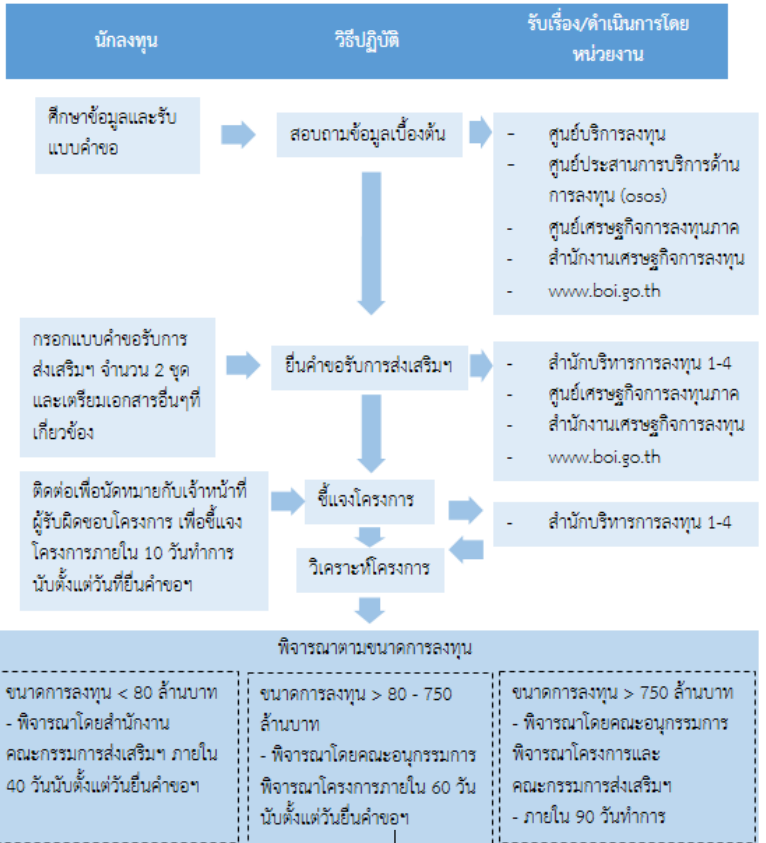 นักลงทุน
วิธีปฏิบัติ
รับเรื่อง/ดำเนินการโดย
หน่วยงาน
ศึกษาข้อมูลและรับ
แบบคำขอ
สอบถามข้อมูลเบื้องต้น
- ศูนย์บริการลงทุน
- ศูนย์ประสานการบริการด้าน
การลงทุน (osos)
- ศูนย์เศรษฐกิจการลงทุนภาค
- สำนักงานเศรษฐกิจการลงทุน
- www.boi.go.th
กรอกแบบคำขอรับการ
ส่งเสริมฯ จำนวน 2 ชุด
และเตรียมเอกสารอื่นๆที่
เกี่ยวข้อง
ยื่นคำขอรับการส่งเสริมฯ
- สำนักบริหารการลงทุน 1-4
- ศูนย์เศรษฐกิจการลงทุนภาค
- สำนักงานเศรษฐกิจการลงทุน
- www.boi.go.th
ติดต่อเพื่อนัดหมายกับเจ้าหน้าที่
ผู้รับผิดชอบโครงการ เพื่อชี้แจง
โครงการภายใน 10 วันทำการ
นับตั้งแต่วันที่ยื่นคำขอฯ
ชี้แจงโครงการ
- สำนักบริหารการลงทุน 1-4
วิเคราะห์โครงการ
พิจารณาตามขนาดการลงทุน
ขนาดการลงทุน < 80 ล้านบาท
- พิจารณาโดยสำนักงาน
คณะกรรมการส่งเสริมฯ ภายใน
40 วันนับตั้งแต่วันยื่นคำขอฯ
ขนาดการลงทุน > 80 - 750
ล้านบาท
- พิจารณาโดยคณะอนุกรรมการ
พิจารณาโครงการภายใน 60 วัน
นับตั้งแต่วันยื่นคำขอฯ
ขนาดการลงทุน > 750 ล้านบาท
- พิจารณาโดยคณะอนุกรรมการ
พิจารณาโครงการและ
คณะกรรมการส่งเสริมฯ
- ภายใน 90 วันทำการ